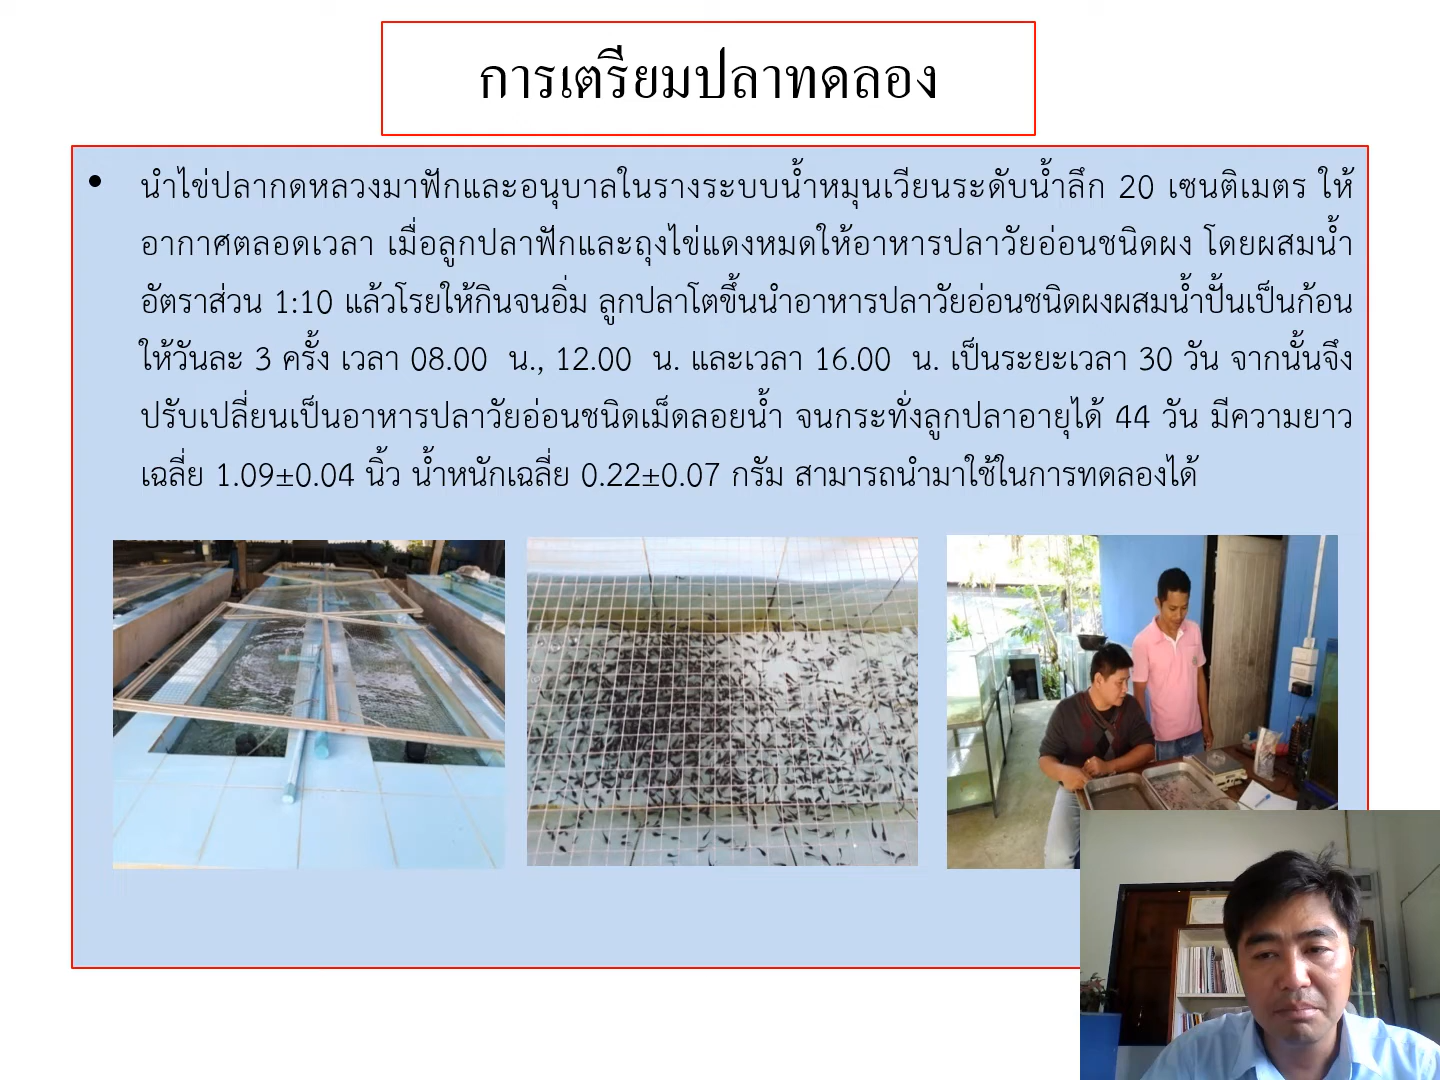 การเตรียมปลาทดลอง
• นำไข่ปลากดหลวงมาฟักและอนุบาลในรางระบบน้ำหมุนเวียนระดับน้ำลึก 20 เซนติเมตร ให้
อากาศตลอดเวลา เมื่อลูกปลาฟักและถุงไข่แดงหมดให้อาหารปลาวัยอ่อนชนิดผง โดยผสมน้ำ
อัตราส่วน 1:10 แล้วโรยให้กินจนอิ่ม ลูกปลาโตขึ้นนำอาหารปลาวัยอ่อนชนิดผงผสมน้ำปั้นเป็นก้อน
ให้วันละ 3 ครั้ง เวลา 08.00 น., 12.00 น. และเวลา 16.00 น. เป็นระยะเวลา 30 วัน จากนั้นจึง
ปรับเปลี่ยนเป็นอาหารปลาวัยอ่อนชนิดเม็ดลอยน้ำ จนกระทั่งลูกปลาอายุได้ 44 วัน มีความยาว
เฉลี่ย 1.09±0.04 นิ้ว น้ำหนักเฉลี่ย 0.22±0.07 กรัม สามารถนำมาใช้ในการทดลองได้